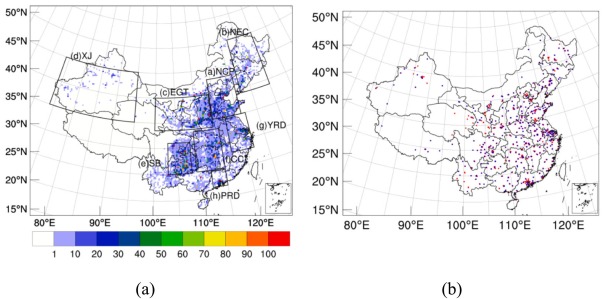 50°N
45°N
40°N
35°N
30°N
25°N
20°N
15°N
80°E
90°E
100°E
110°E
120°E
(b)NEC
(d)XJ
(a)NCP
(c)EGT
(g)YRD
(e)SB
(f)CC
(h)PRD
1 10 20 30 40 50 60 70 80 90 100
(a)
50°N
45°N
40°N
35°N
30°N
25°N
20°N
15°N
80°E
90°E
100°E
110°E
120°E
(b)